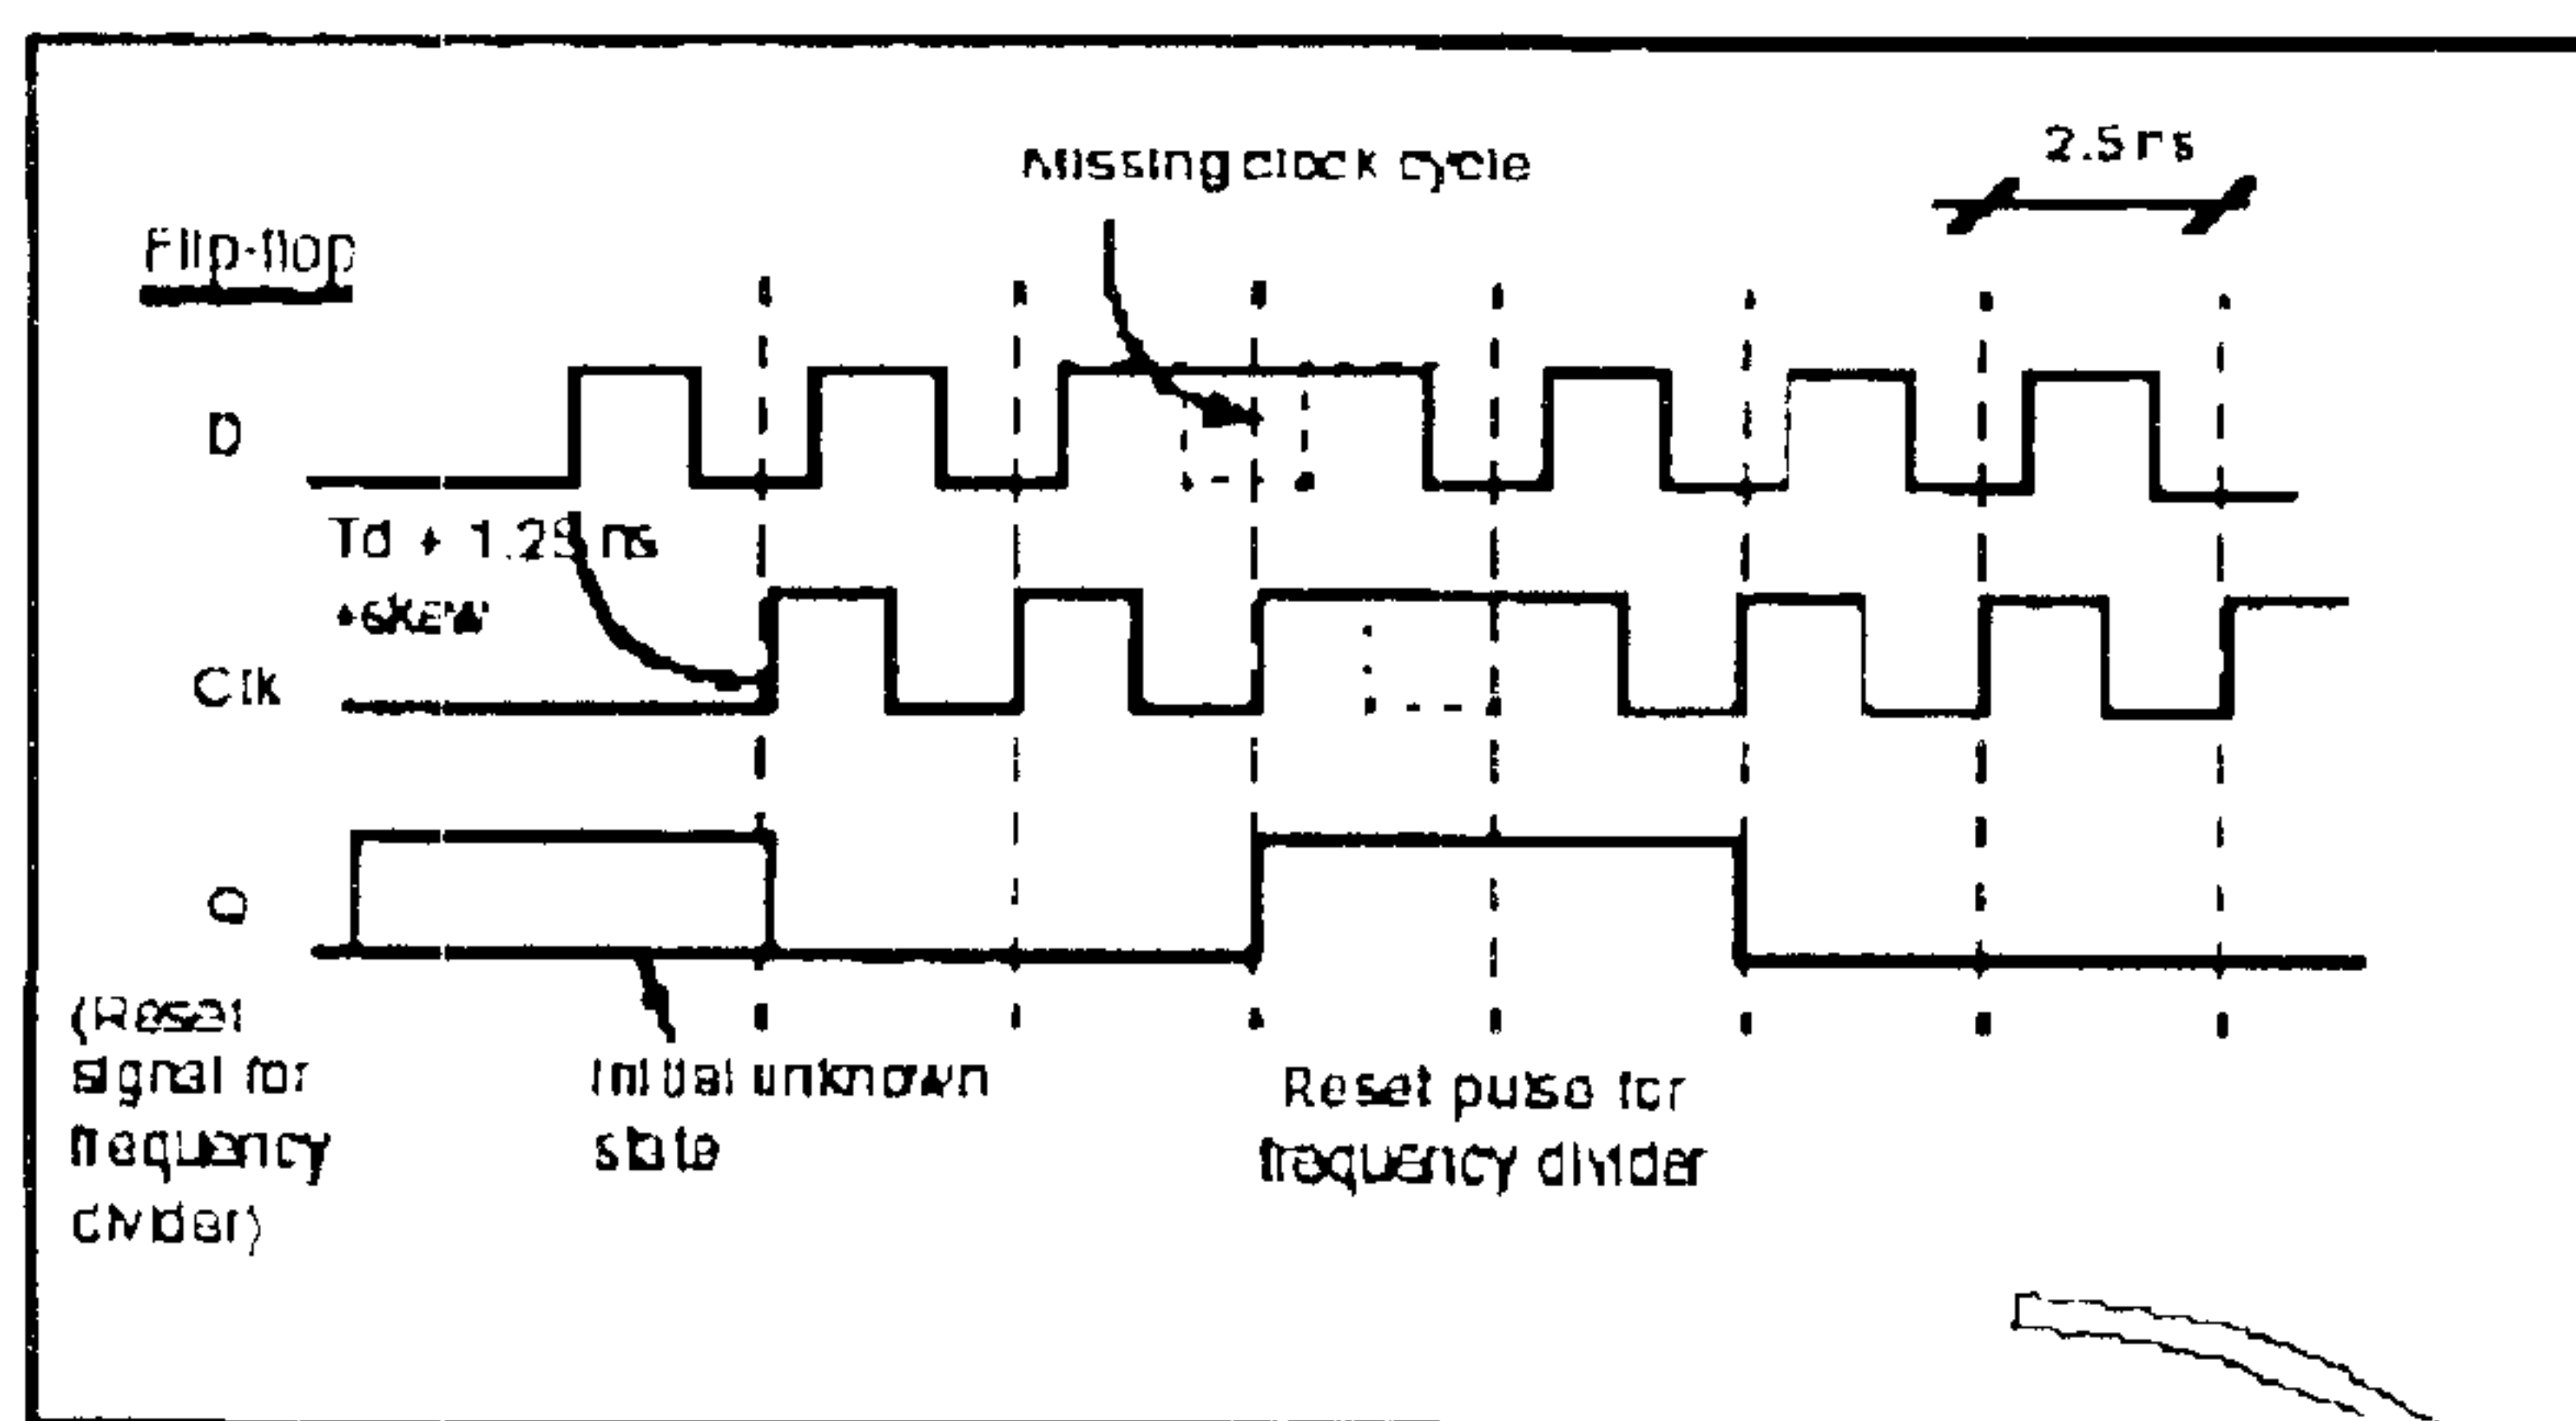 Missing clock cycle
2.5 ns
Flip-flop
D
Td + 1.25 ns
+skew
Clk
Q
(Reset
signal for
frequency
divider)
Initial unknown
state
Reset pulse for
frequency divider